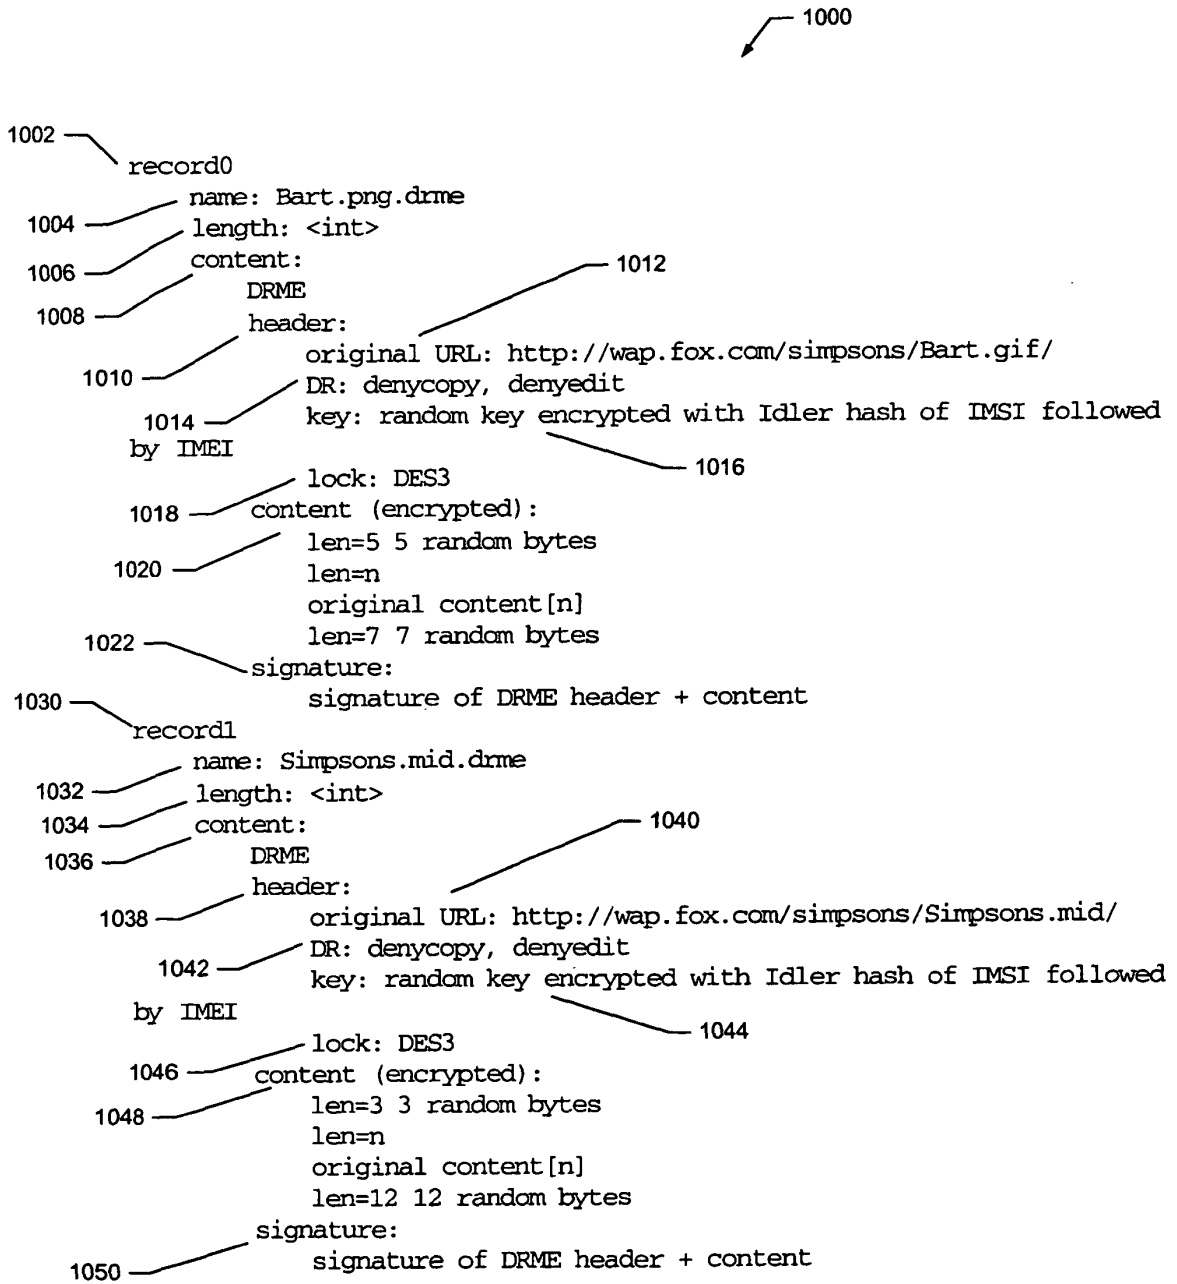 1000
1002
record0
name: Bart.png.drme
1004
length: <int>
1006
content:
1012
DRME
1008
header:
original URL: http://wap.fox.com/simpsons/Bart.gif/
1010
DR: denycopy, denyedit
1014
key: random key encrypted with Idler hash of IMSI followed
by IMEI
1016
lock: DES3
1018
content (encrypted):
len=5 5 random bytes
1020
len=n
original content[n]
len=7 7 random bytes
1022
signature:
signature of DRME header + content
1030
record1
name: Simpsons.mid.drme
1032
length: <int>
1034
content:
1040
1036
DRME
header:
1038
original URL: http://wap.fox.com/simpsons/Simpsons.mid/
DR: denycopy, denyedit
1042
key: random key encrypted with Idler hash of IMSI followed
by IMEI
1044
lock: DES3
1046
content (encrypted):
1048
len=3 3 random bytes
len=n
original content[n]
len=12 12 random bytes
signature:
signature of DRME header + content
1050